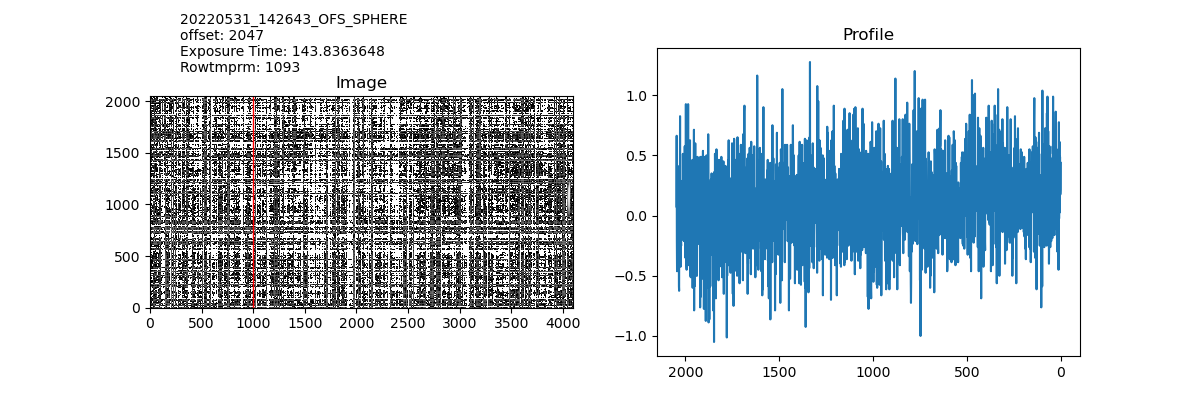 20220531_142643_OFS_SPHERE
offset: 2047
Exposure Time: 143.8363648
Rowtmprm: 1093
Image
2000
1500
1000
500
0
0 500 1000 1500 2000 2500 3000 3500 4000
Profile
1.0
0.5
0.0
−0.5
−1.0
2000 1500 1000 500 0